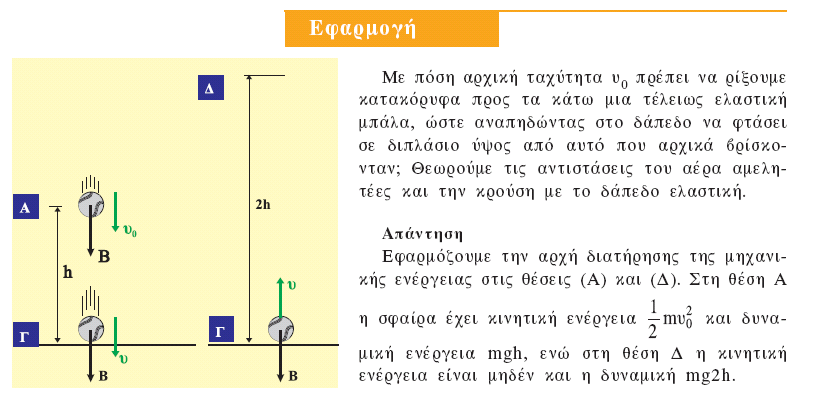 Εφαρμογή
Δ
Α
υ₀
Β
h
2h
Γ
υ
Β
Γ
υ
Β
Με πόση αρχική ταχύτητα υ₀ πρέπει να ρίξουμε
κατακόρυφα προς τα κάτω μια τέλειως ελαστική
μπάλα, ώστε αναπηδώντας στο δάπεδο να φτάσει
σε διπλάσιο ύψος από αυτό που αρχικά βρίσκο-
νταν; Θεωρούμε τις αντιστάσεις του αέρα αμελη-
τέες και την κρούση με το δάπεδο ελαστική.
Απάντηση
Εφαρμόζουμε την αρχή διατήρησης της μηχανι-
κής ενέργειας στις θέσεις (Α) και (Δ). Στη θέση Α
η σφαίρα έχει κινητική ενέργεια 1/2 mυ₀² και δυνα-
μική ενέργεια mgh, ενώ στη θέση Δ η κινητική
ενέργεια είναι μηδέν και η δυναμική mg2h.